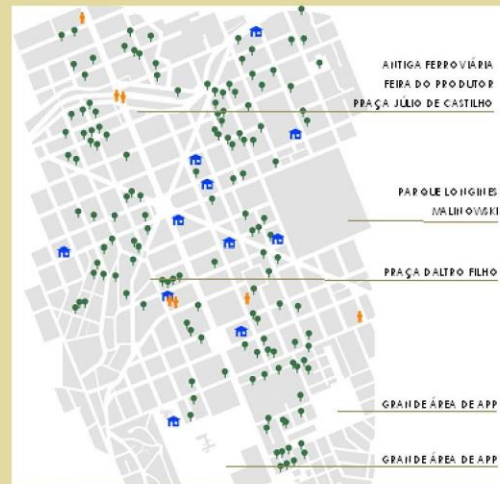 ANTIGA FERROVIÁRIA
FEIRA DO PRODUTOR
PRAÇA JÚLIO DE CASTILHO
PARQUE LONGINES
MALINOWSKI
PRAÇA DALTRO FILHO
GRANDE ÁREA DE APP
GRANDE ÁREA DE APP